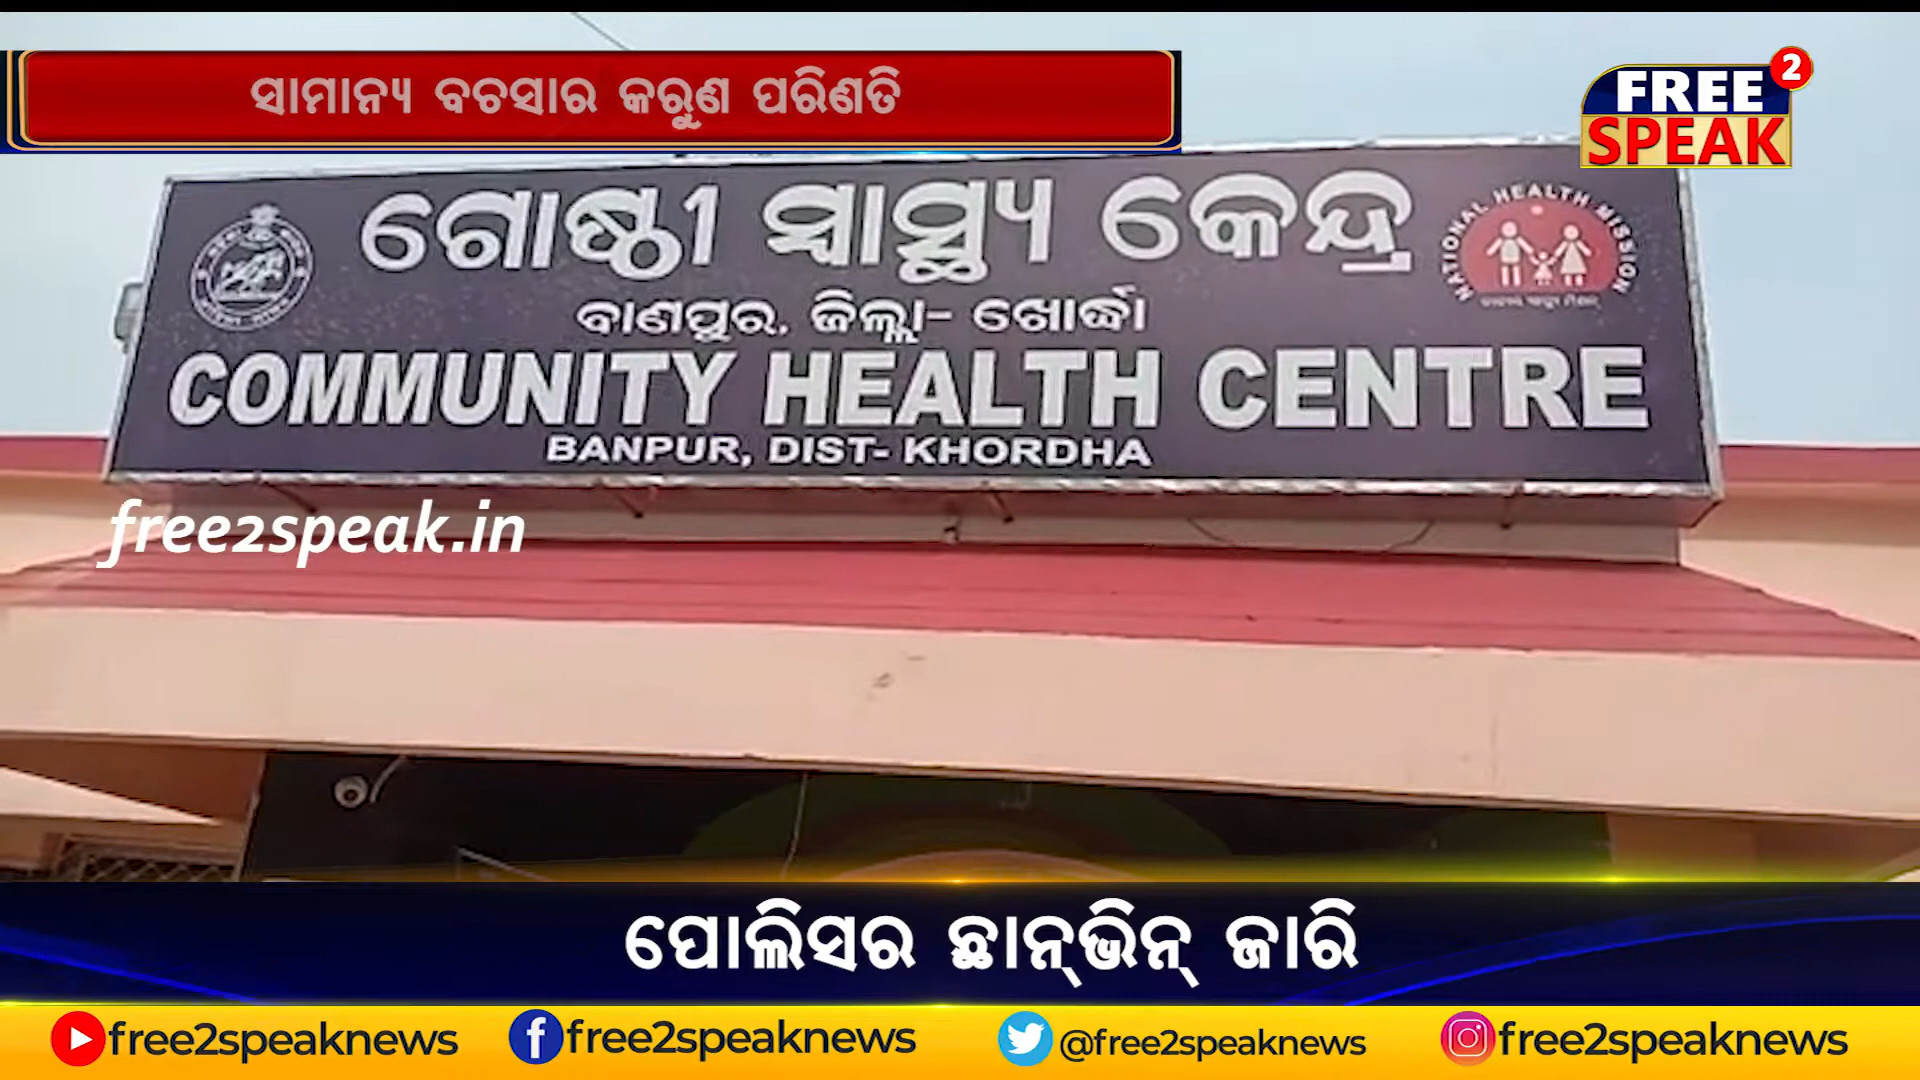 ସାମାନ୍ୟ ବଚସାର କରୁଣ ପରିଣତି
FREE 2
SPEAK
ଗୋଷ୍ଠୀ ସ୍ୱାସ୍ଥ୍ୟ କେନ୍ଦ୍ର
NATIONAL HEALTH MISSION
ବାଣପୁର, ଜିଲ୍ଲା- ଖୋର୍ଦ୍ଧା
COMMUNITY HEALTH CENTRE
BANPUR, DIST- KHORDHA
free2speak.in
ପୋଲିସର ଛାନ୍‌ଭିନ୍ ଜାରି
free2speaknews free2speaknews @free2speaknews free2speaknews